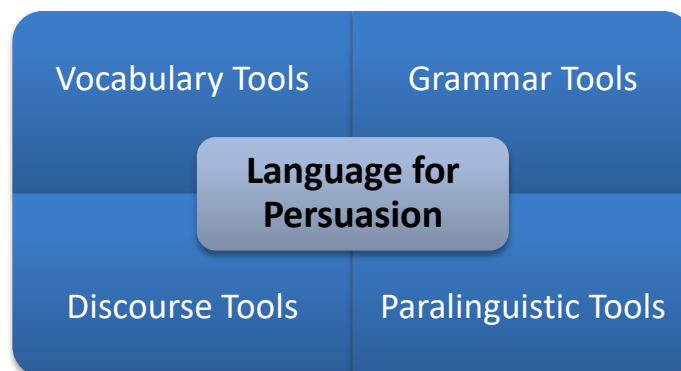 Vocabulary Tools
Grammar Tools
Language for
Persuasion
Discourse Tools
Paralinguistic Tools